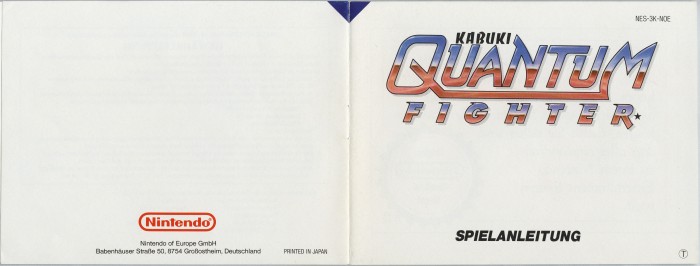 Nintendo®
Nintendo of Europe GmbH
Babenhäuser Straße 50, 8754 Großostheim, Deutschland
PRINTED IN JAPAN
NES-3K-NOE
KABUKI
QUANTUM
FIGHTER
SPIELANLEITUNG
T